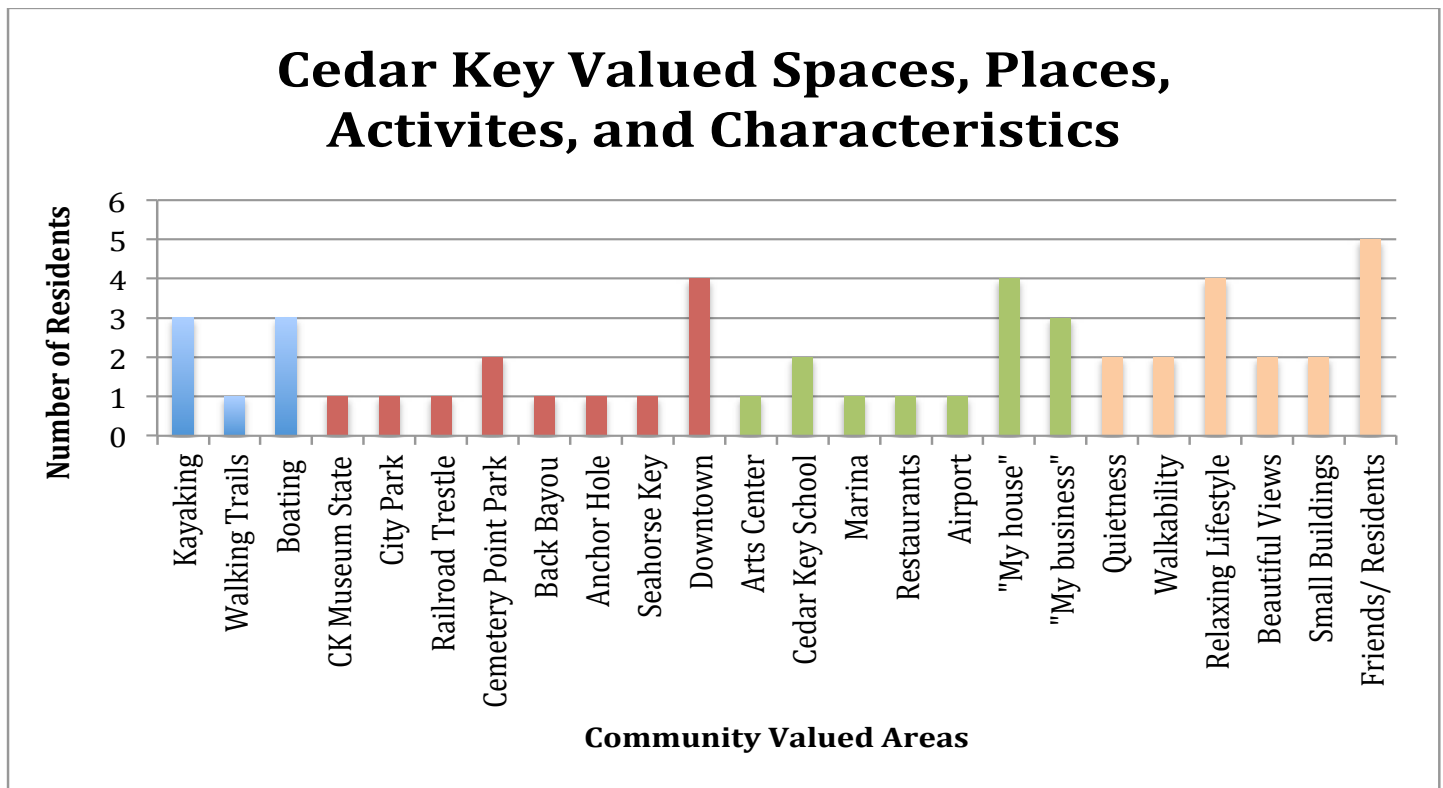 Cedar Key Valued Spaces, Places,
Activites, and Characteristics
Number of Residents
6
5
4
3
2
1
0
Kayaking
Walking Trails
Boating
CK Museum State
City Park
Railroad Trestle
Cemetery Point Park
Back Bayou
Anchor Hole
Seahorse Key
Downtown
Arts Center
Cedar Key School
Marina
Restaurants
Airport
"My house"
"My business"
Quietness
Walkability
Relaxing Lifestyle
Beautiful Views
Small Buildings
Friends/ Residents
Community Valued Areas